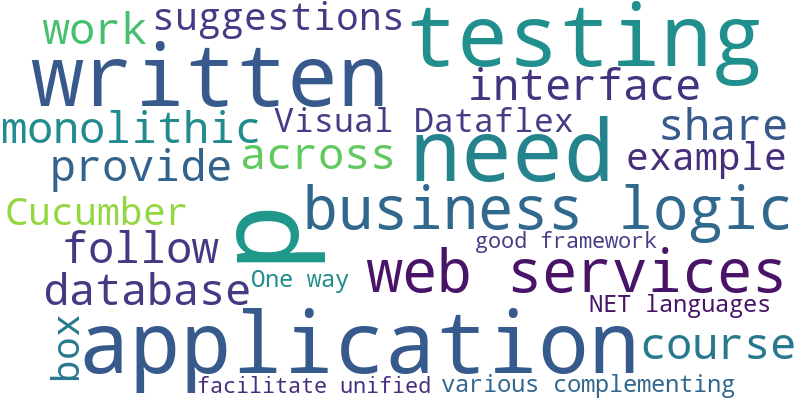 work suggestions testing
written interface
monolithic Visual Dataflex need share
provide across example
Cucumber p business logic
follow good framework
database One way web services
NET languages
box application course
facilitate unified various complementing